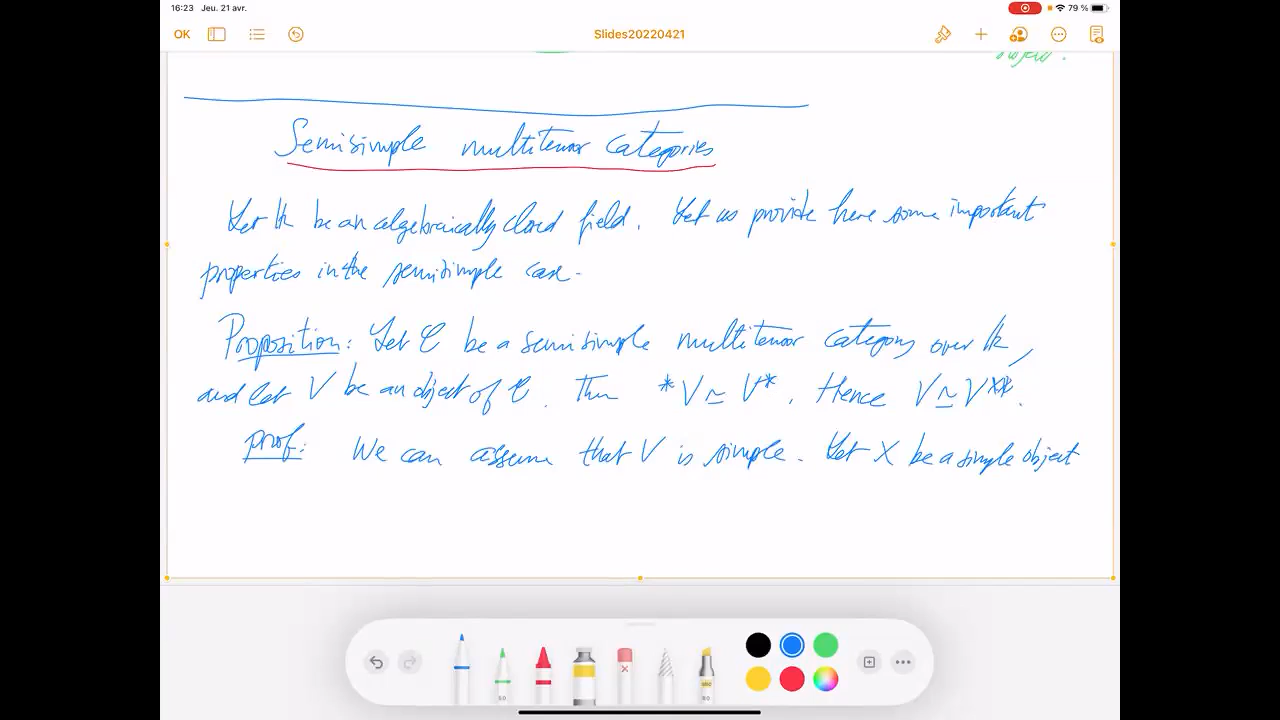 16:23 Jeu. 21 avr.
79 %
OK
Slides20220421
Semisimple multitensor categories
Let 𝕜 be an algebraically closed field. Let us provide here some important
properties in the semisimple case.
Proposition: Let 𝒞 be a semisimple multitensor category over 𝕜,
and let V be an object of 𝒞. Then *V ≃ V*. Hence V ≃ V**.
proof: We can assume that V is simple. Let X be a simple object